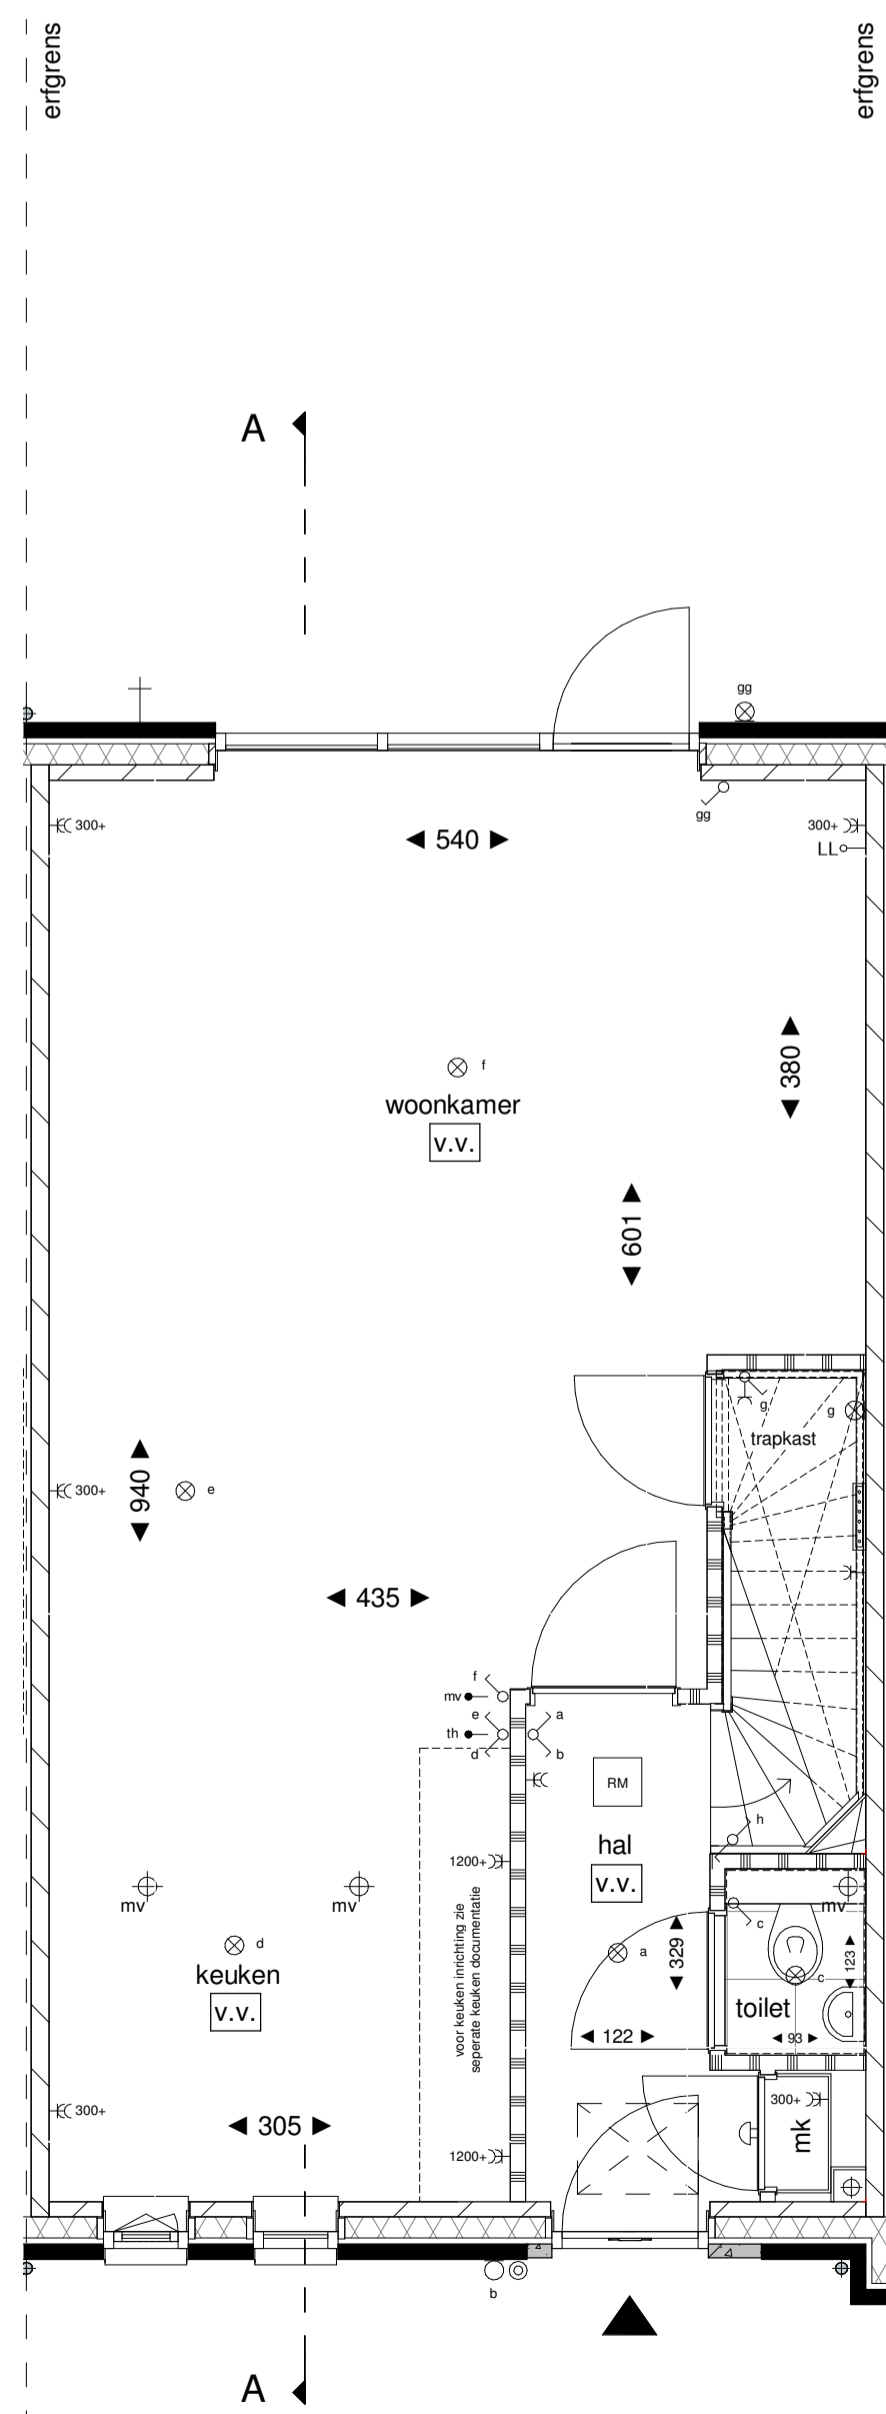 erfgrens
erfgrens
A
gg
gg
300+
540
300+
LL
380
f
woonkamer
v.v.
601
g
g
trapkast
940
300+
e
435
f
mv
e
a
th
d
b
RM
h
hal
v.v.
1200+
mv
mv
mv
voor keuken inrichting zie
seperate keuken documentatie
c
329
a
123
d
keuken
v.v.
c
toilet
122
93
300+
mk
300+
305
1200+
b
A